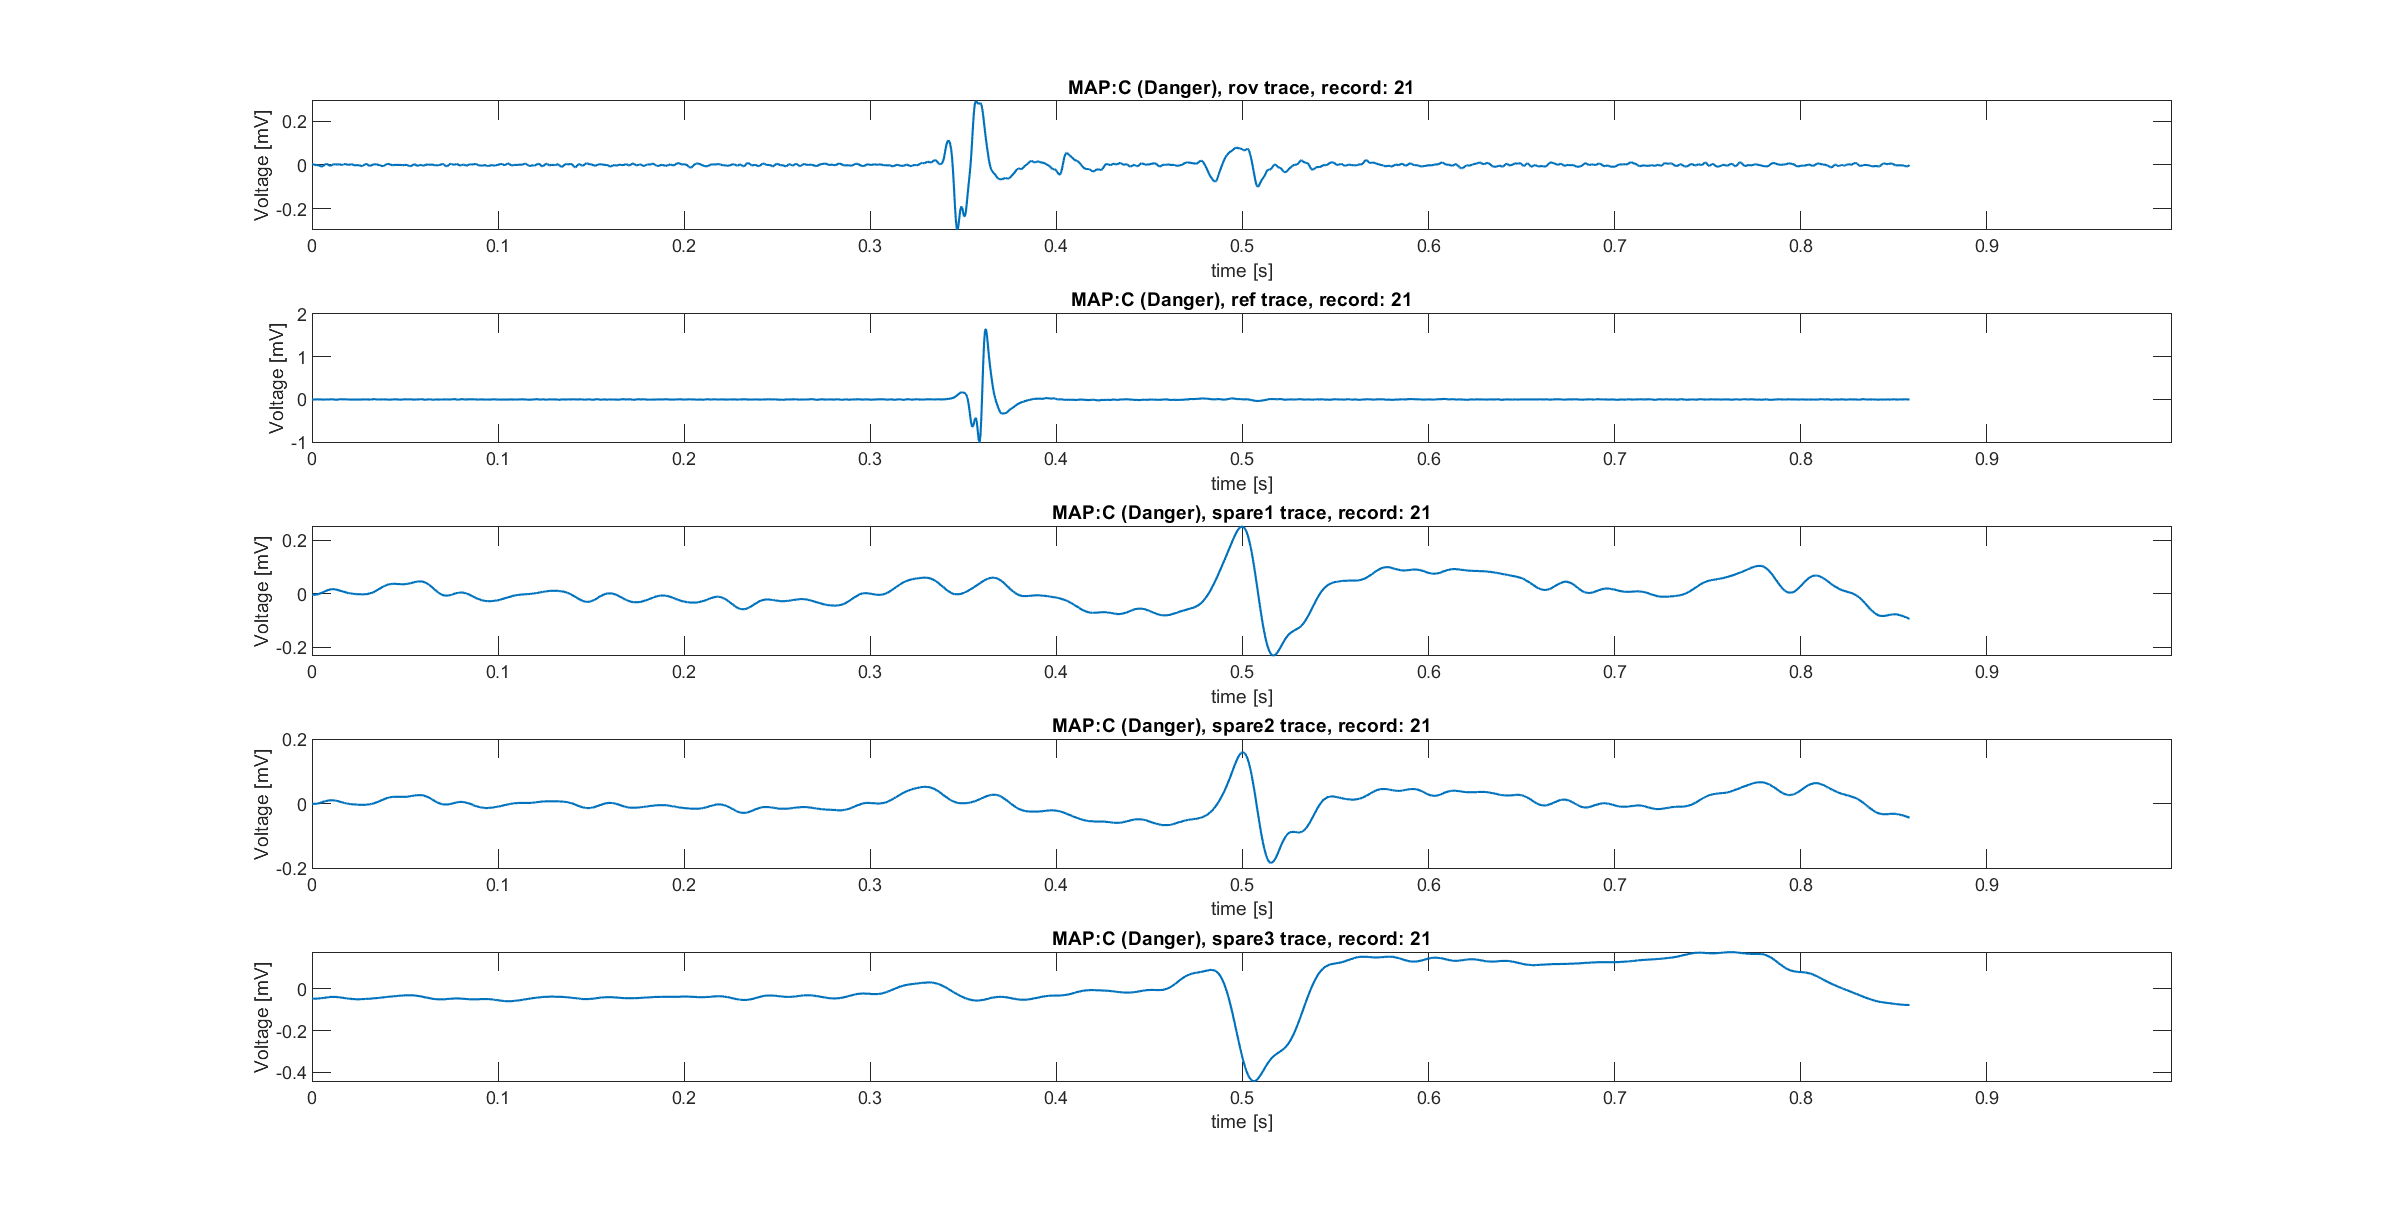 MAP:C (Danger), rov trace, record: 21
Voltage [mV]
0.2
0
-0.2
0 0.1 0.2 0.3 0.4 0.5 0.6 0.7 0.8 0.9
time [s]
MAP:C (Danger), ref trace, record: 21
Voltage [mV]
2
1
0
-1
0 0.1 0.2 0.3 0.4 0.5 0.6 0.7 0.8 0.9
time [s]
MAP:C (Danger), spare1 trace, record: 21
Voltage [mV]
0.2
0
-0.2
0 0.1 0.2 0.3 0.4 0.5 0.6 0.7 0.8 0.9
time [s]
MAP:C (Danger), spare2 trace, record: 21
Voltage [mV]
0.2
0
-0.2
0 0.1 0.2 0.3 0.4 0.5 0.6 0.7 0.8 0.9
time [s]
MAP:C (Danger), spare3 trace, record: 21
Voltage [mV]
0
-0.2
-0.4
0 0.1 0.2 0.3 0.4 0.5 0.6 0.7 0.8 0.9
time [s]